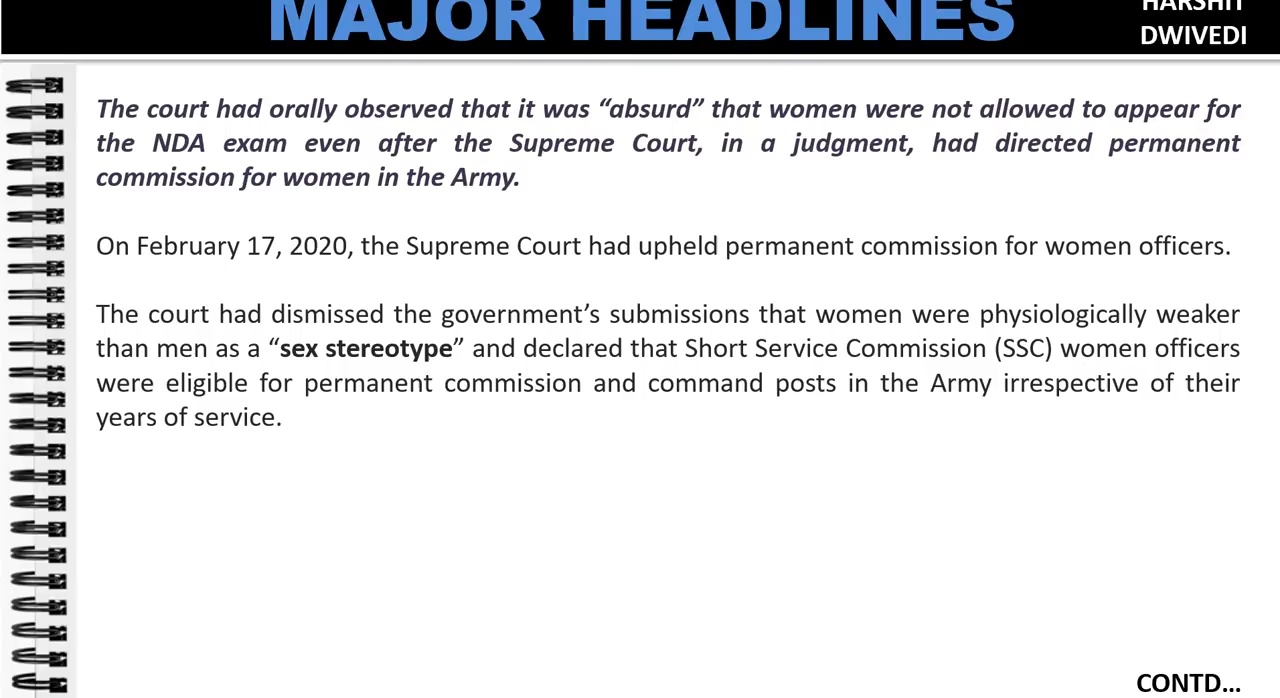 MAJOR HEADLINES
HARSHIT
DWIVEDI
The court had orally observed that it was “absurd” that women were not allowed to appear for
the NDA exam even after the Supreme Court, in a judgment, had directed permanent
commission for women in the Army.
On February 17, 2020, the Supreme Court had upheld permanent commission for women officers.
The court had dismissed the government’s submissions that women were physiologically weaker
than men as a “sex stereotype” and declared that Short Service Commission (SSC) women officers
were eligible for permanent commission and command posts in the Army irrespective of their
years of service.
CONTD...